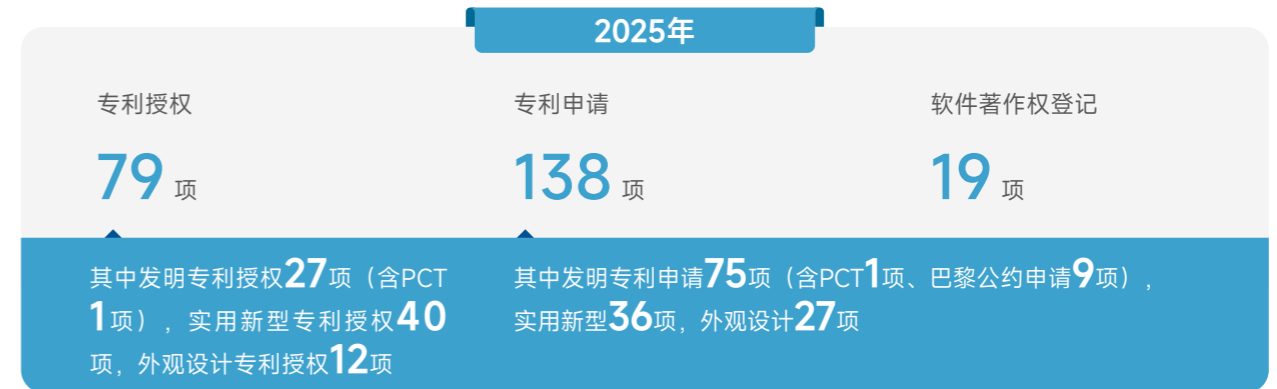 2025年
专利授权
79 项
专利申请
138 项
软件著作权登记
19 项
其中发明专利授权27项（含PCT
1项），实用新型专利授权40
项，外观设计专利授权12项
其中发明专利申请75项（含PCT1项、巴黎公约申请9项），
实用新型36项，外观设计27项